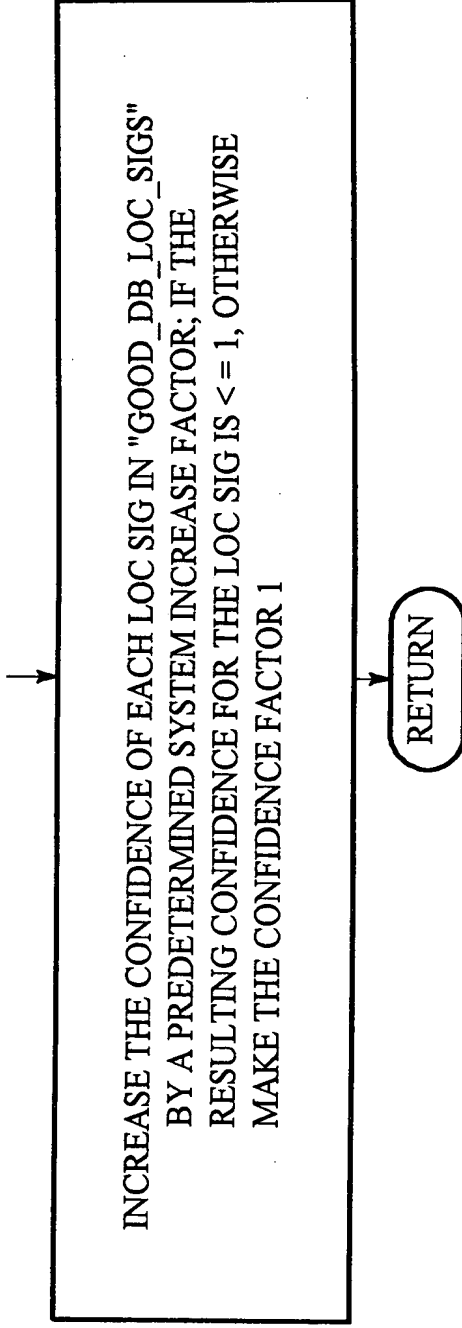 INCREASE THE CONFIDENCE OF EACH LOC SIG IN "GOOD_DB_LOC_SIGS"
BY A PREDETERMINED SYSTEM INCREASE FACTOR; IF THE
RESULTING CONFIDENCE FOR THE LOC SIG IS < = 1, OTHERWISE
MAKE THE CONFIDENCE FACTOR 1
RETURN